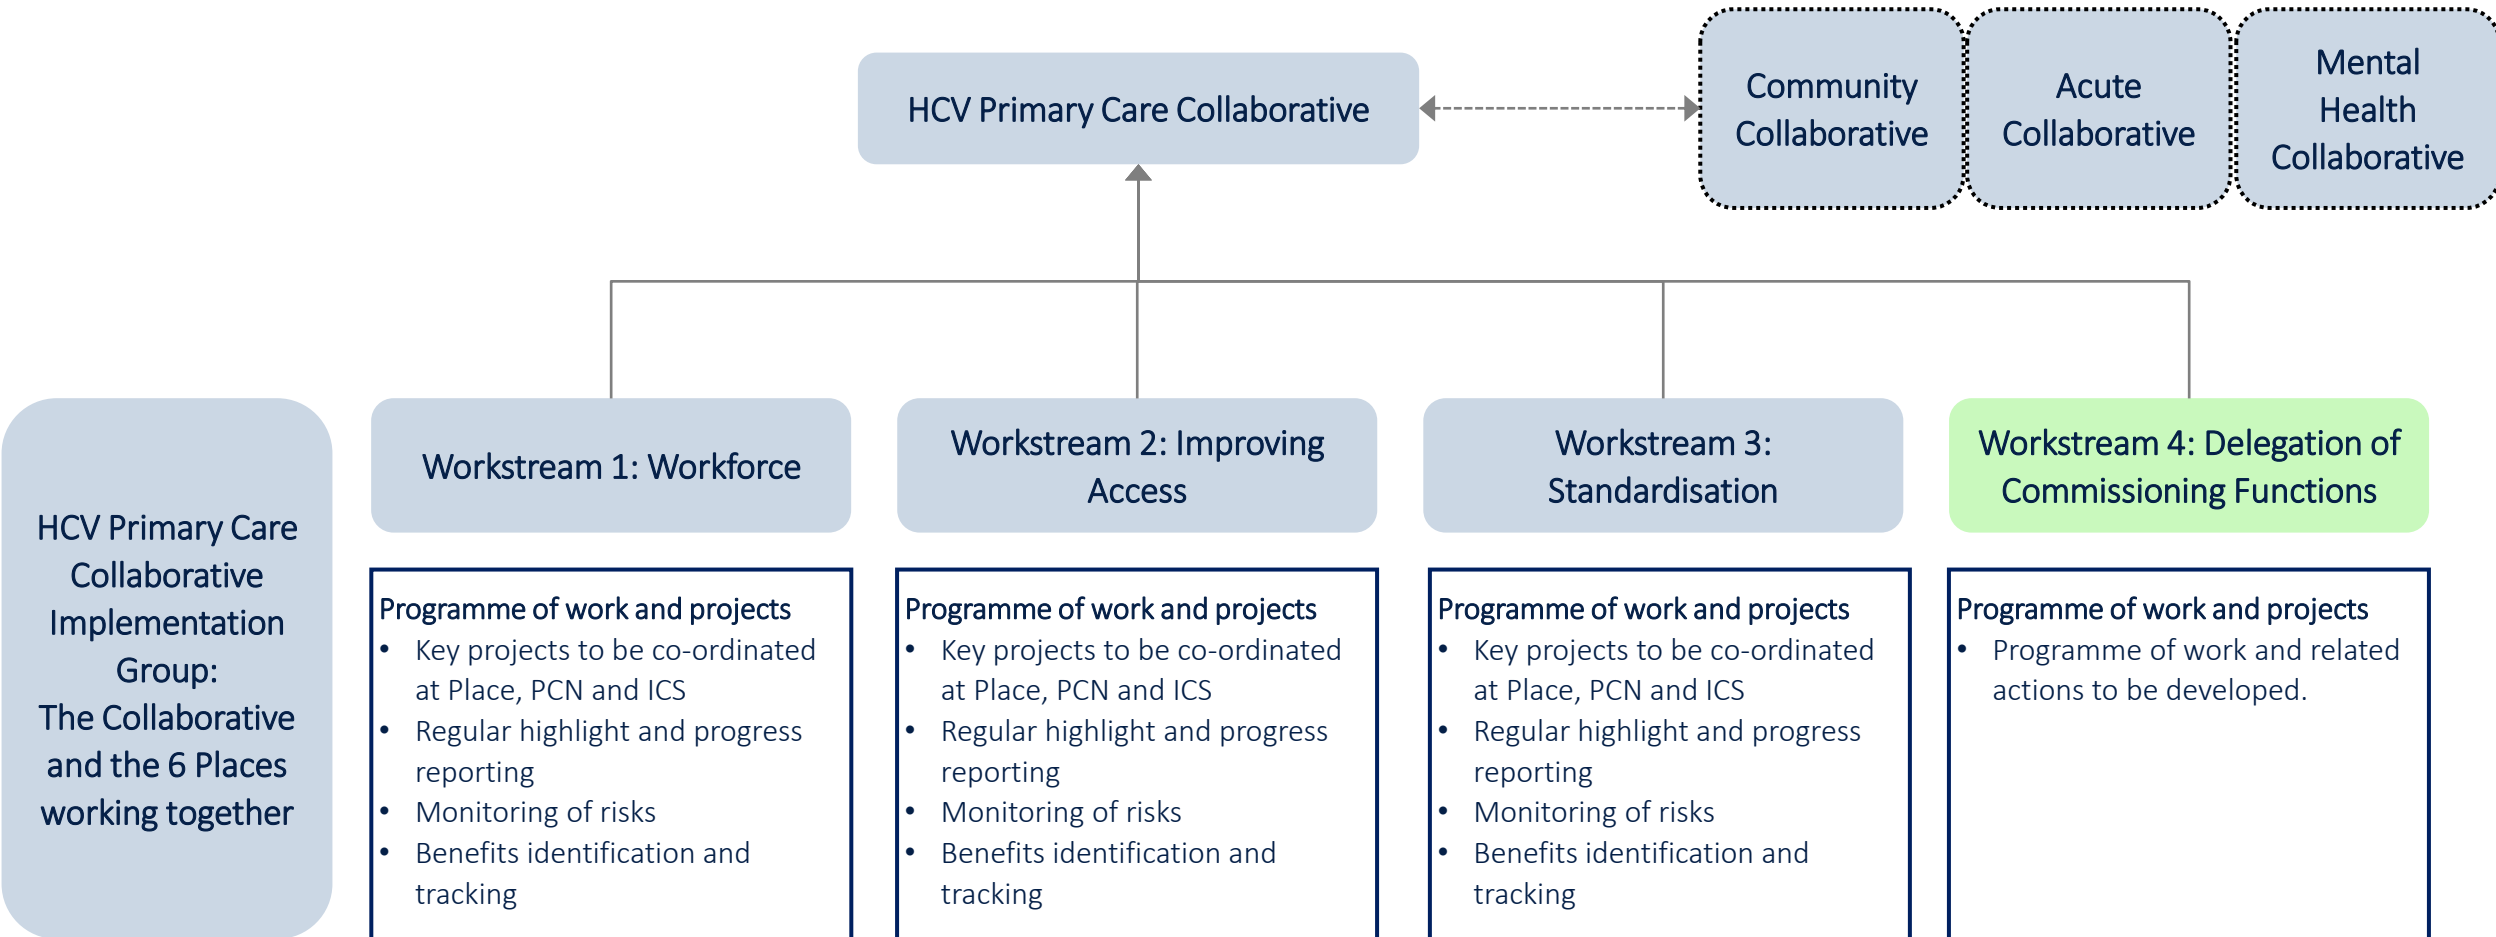 HCV Primary Care Collaborative
Community
Collaborative
Acute
Collaborative
Mental
Health
Collaborative
HCV Primary Care
Collaborative
Implementation
Group:
The Collaborative
and the 6 Places
working together
Workstream 1: Workforce
Workstream 2: Improving
Access
Workstream 3:
Standardisation
Workstream 4: Delegation of
Commissioning Functions
Programme of work and projects
• Key projects to be co-ordinated
at Place, PCN and ICS
• Regular highlight and progress
reporting
• Monitoring of risks
• Benefits identification and
tracking
Programme of work and projects
• Key projects to be co-ordinated
at Place, PCN and ICS
• Regular highlight and progress
reporting
• Monitoring of risks
• Benefits identification and
tracking
Programme of work and projects
• Key projects to be co-ordinated
at Place, PCN and ICS
• Regular highlight and progress
reporting
• Monitoring of risks
• Benefits identification and
tracking
Programme of work and projects
• Programme of work and related
actions to be developed.